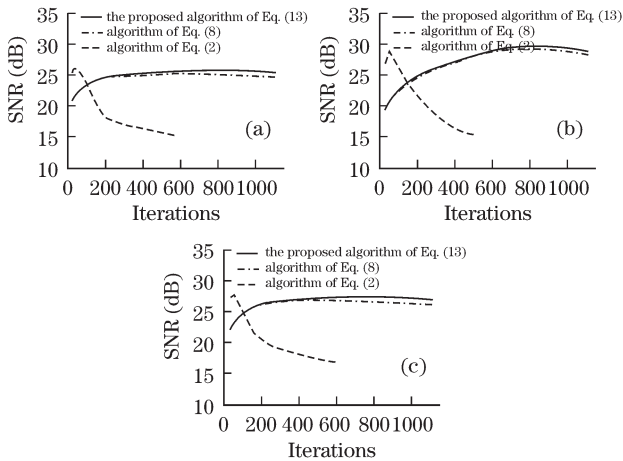 35
30
25
20
15
10
SNR (dB)
the proposed algorithm of Eq. (13)
algorithm of Eq. (8)
algorithm of Eq. (2)
(a)
0 200 400 600 800 1000
Iterations
35
30
25
20
15
10
SNR (dB)
the proposed algorithm of Eq. (13)
algorithm of Eq. (8)
algorithm of Eq. (2)
(b)
0 200 400 600 800 1000
Iterations
35
30
25
20
15
10
SNR (dB)
the proposed algorithm of Eq. (13)
algorithm of Eq. (8)
algorithm of Eq. (2)
(c)
0 200 400 600 800 1000
Iterations